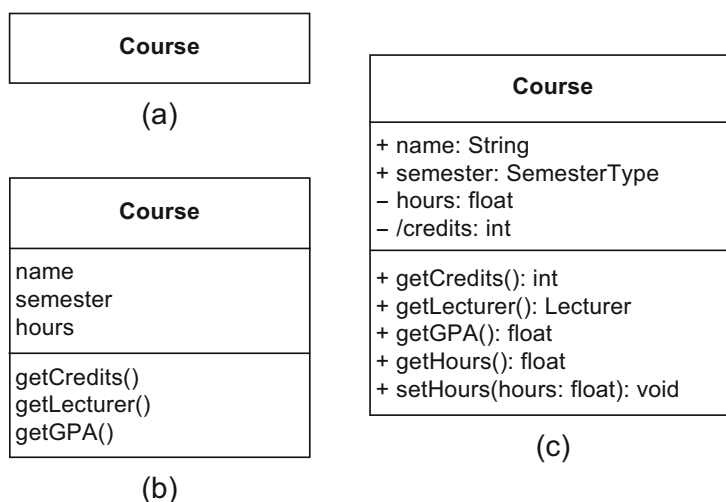 Course
(a)
Course
name
semester
hours
getCredits()
getLecturer()
getGPA()
(b)
Course
+ name: String
+ semester: SemesterType
– hours: float
– /credits: int
+ getCredits(): int
+ getLecturer(): Lecturer
+ getGPA(): float
+ getHours(): float
+ setHours(hours: float): void
(c)